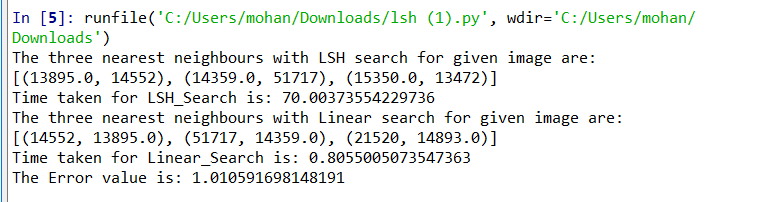 In [5]: runfile('C:/Users/mohan/Downloads/lsh (1).py', wdir='C:/Users/mohan/
Downloads')
The three nearest neighbours with LSH search for given image are:
[(13895.0, 14552), (14359.0, 51717), (15350.0, 13472)]
Time taken for LSH_Search is: 70.00373554229736
The three nearest neighbours with Linear search for given image are:
[(14552, 13895.0), (51717, 14359.0), (21520, 14893.0)]
Time taken for Linear_Search is: 0.8055005073547363
The Error value is: 1.010591698148191